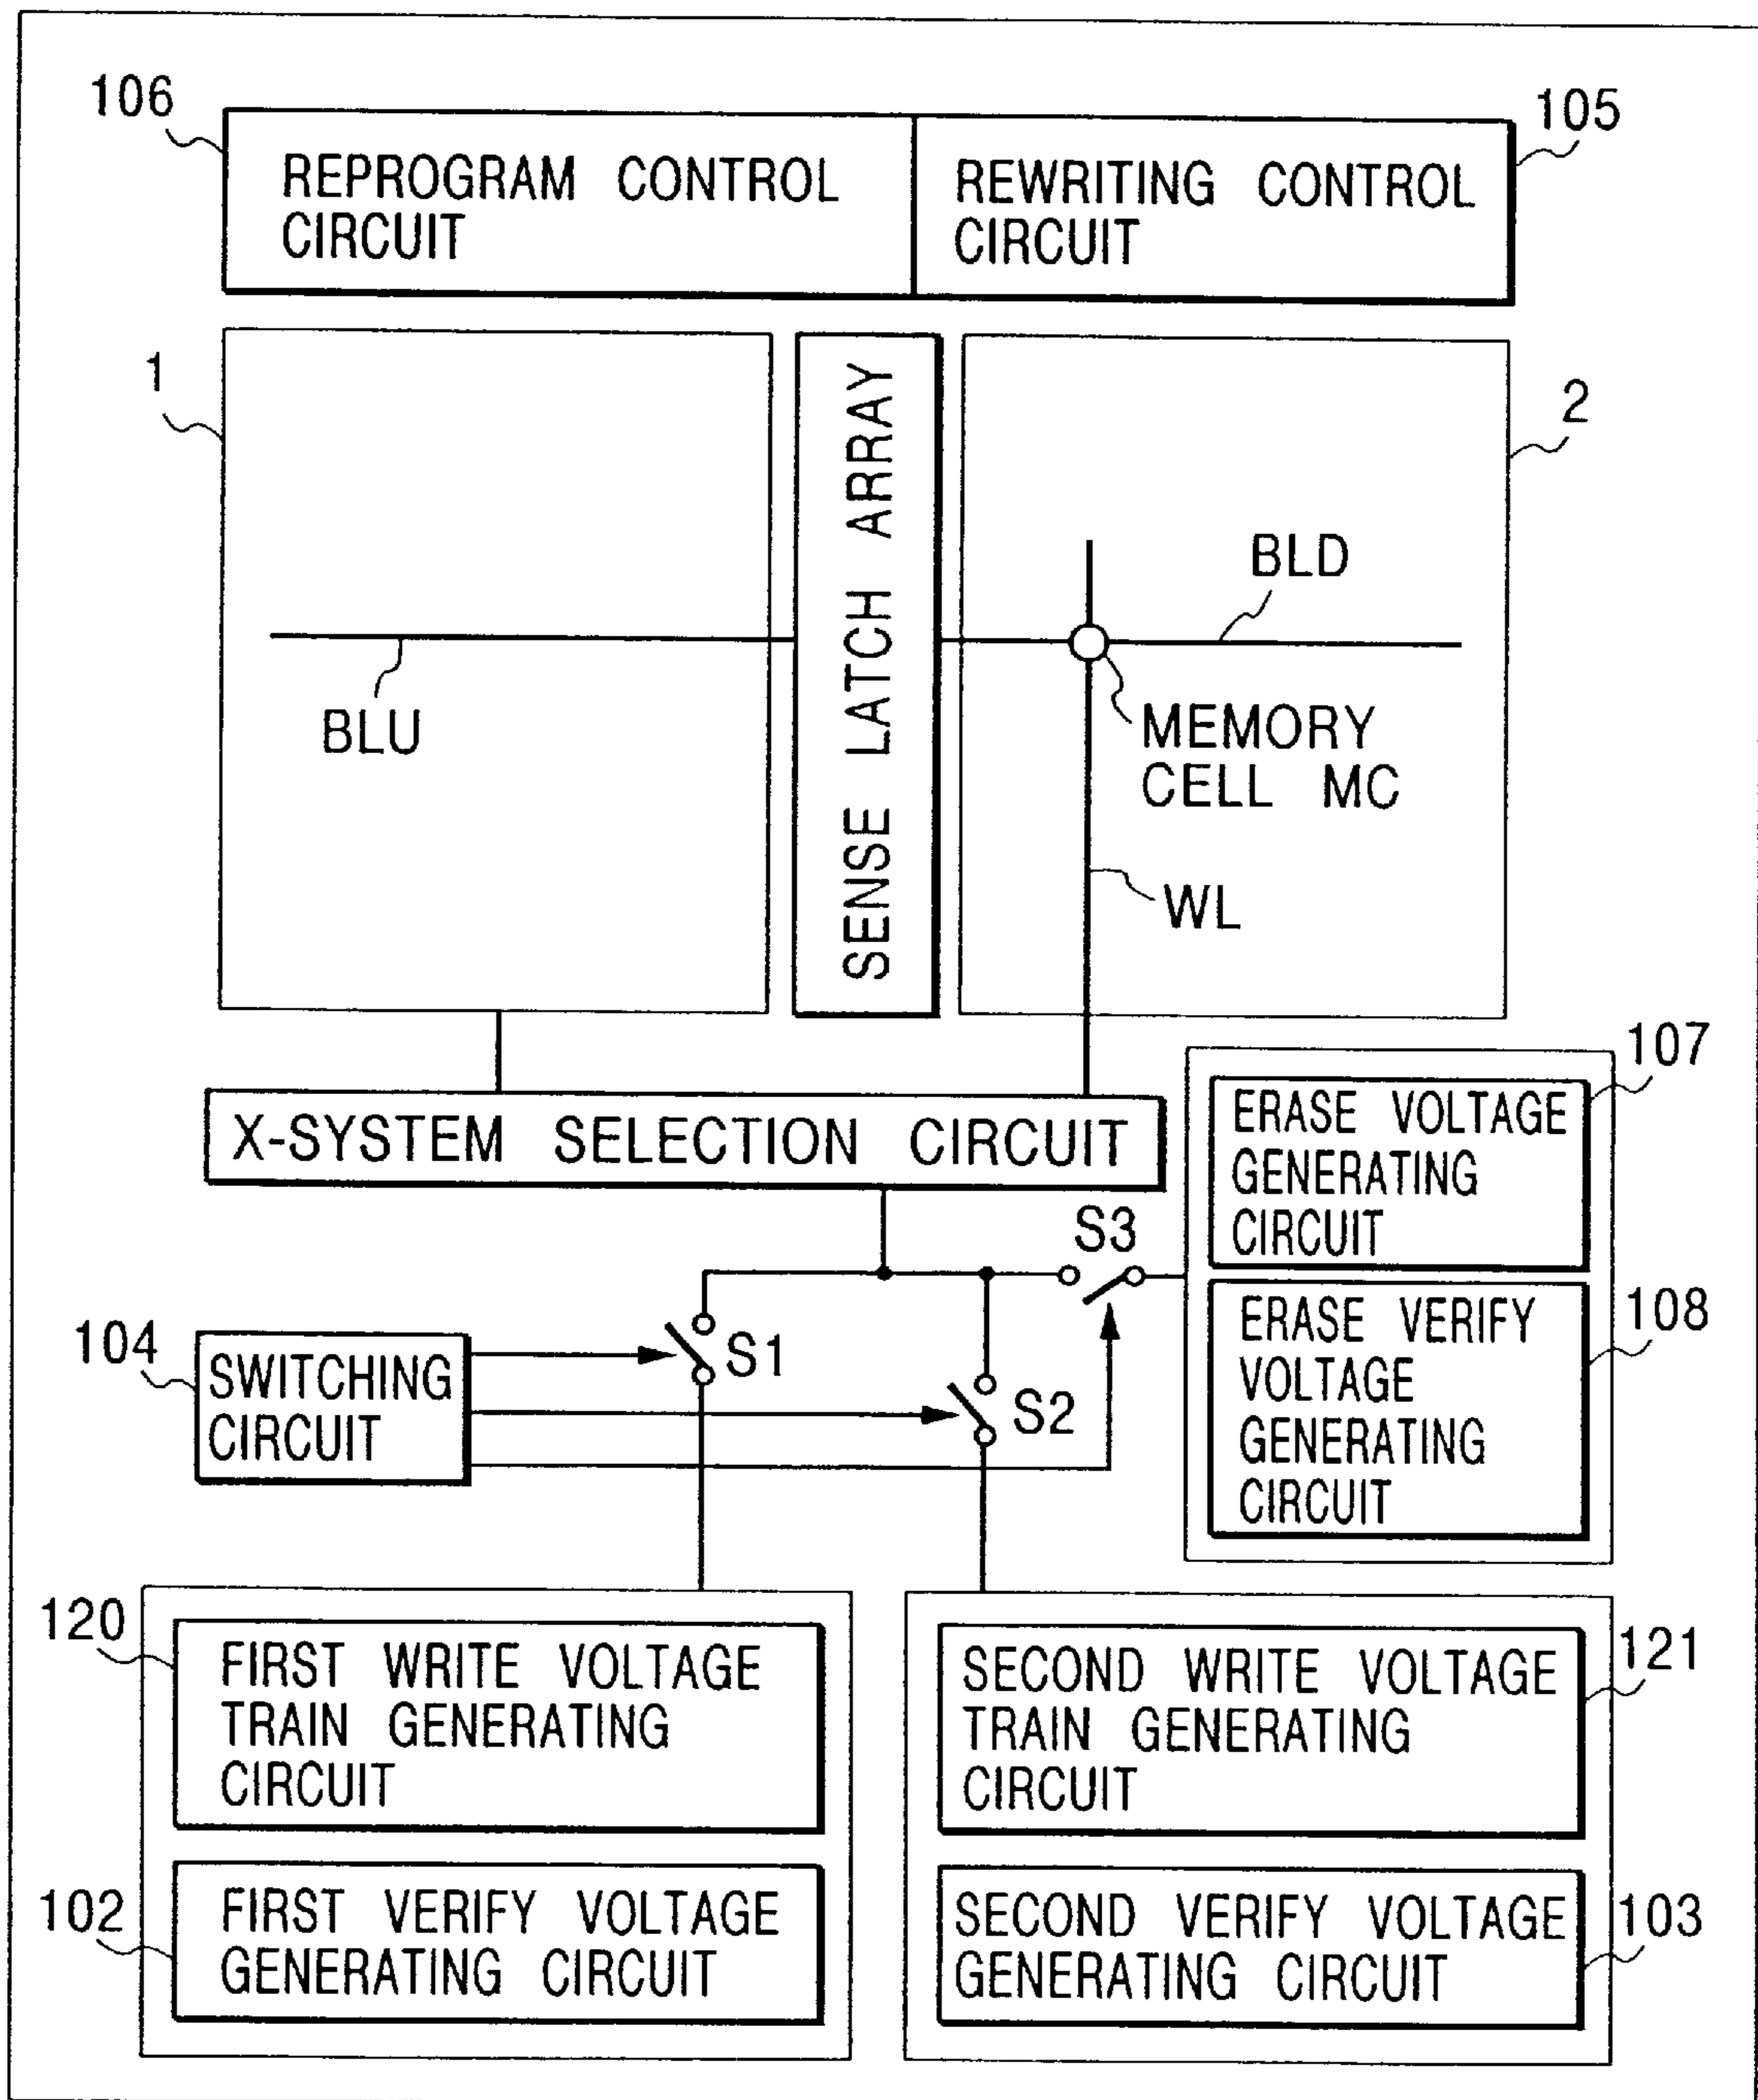 106
105
REPROGRAM CONTROL
CIRCUIT
REWRITING CONTROL
CIRCUIT
1
2
SENSE LATCH ARRAY
BLU
BLD
MEMORY
CELL MC
WL
X-SYSTEM SELECTION CIRCUIT
107
ERASE VOLTAGE
GENERATING
CIRCUIT
108
ERASE VERIFY
VOLTAGE
GENERATING
CIRCUIT
S3
104
SWITCHING
CIRCUIT
S1
S2
120
FIRST WRITE VOLTAGE
TRAIN GENERATING
CIRCUIT
102
FIRST VERIFY VOLTAGE
GENERATING CIRCUIT
121
SECOND WRITE VOLTAGE
TRAIN GENERATING
CIRCUIT
103
SECOND VERIFY VOLTAGE
GENERATING CIRCUIT